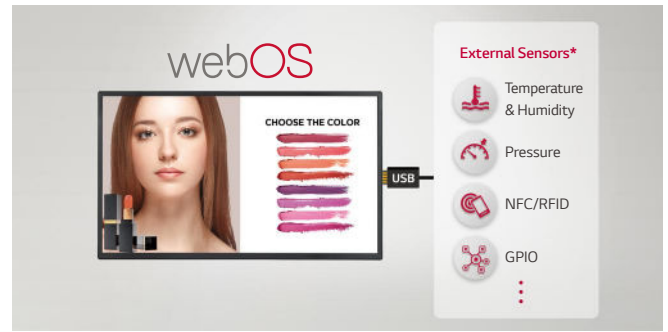 webOS
External Sensors*
CHOOSE THE COLOR
USB
Temperature
& Humidity
Pressure
NFC/RFID
GPIO